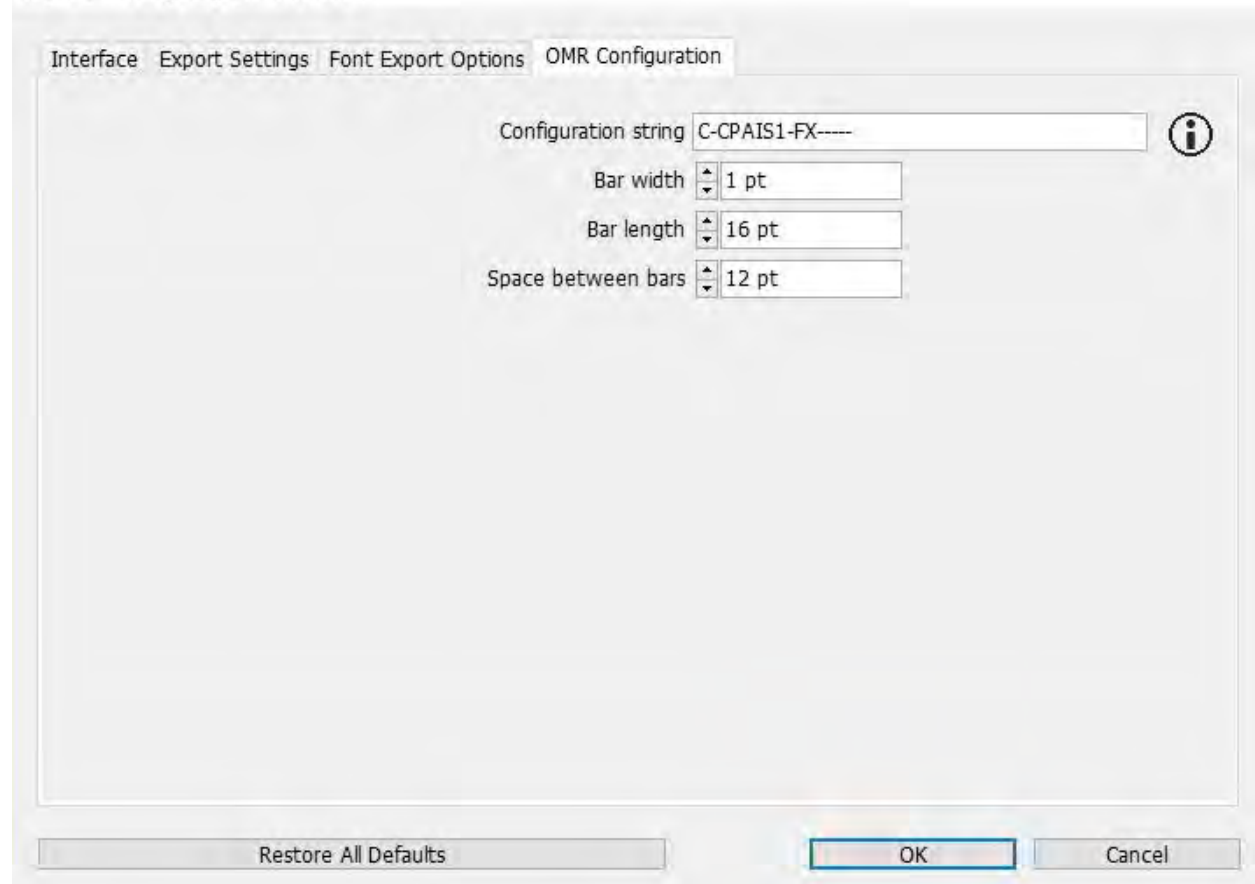 Interface Export Settings Font Export Options OMR Configuration
Configuration string C-CPAIS1-FX-----
Bar width 1 pt
Bar length 16 pt
Space between bars 12 pt
Restore All Defaults OK Cancel